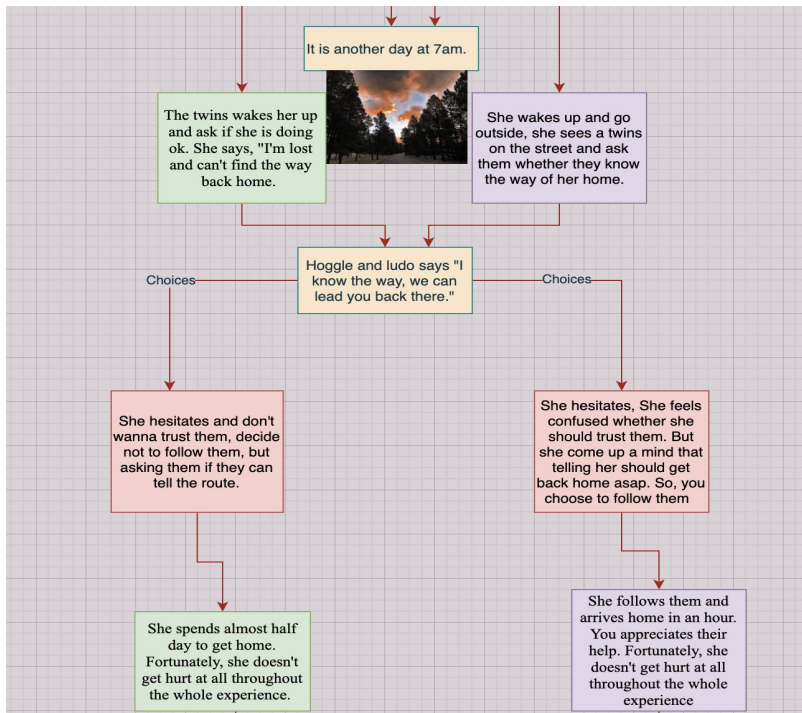 It is another day at 7am.
The twins wakes her up
and ask if she is doing
ok. She says, "I'm lost
and can't find the way
back home.
She wakes up and go
outside, she sees a twins
on the street and ask
them whether they know
the way of her home.
Hoggle and ludo says "I
know the way, we can
lead you back there."
Choices
Choices
She hesitates and don't
wanna trust them, decide
not to follow them, but
asking them if they can
tell the route.
She hesitates, She feels
confused whether she
should trust them. But
she come up a mind that
telling her should get
back home asap. So, you
choose to follow them
She spends almost half
day to get home.
Fortunately, she doesn't
get hurt at all throughout
the whole experience.
She follows them and
arrives home in an hour.
You appreciates their
help. Fortunately, she
doesn't get hurt at all
throughout the whole
experience